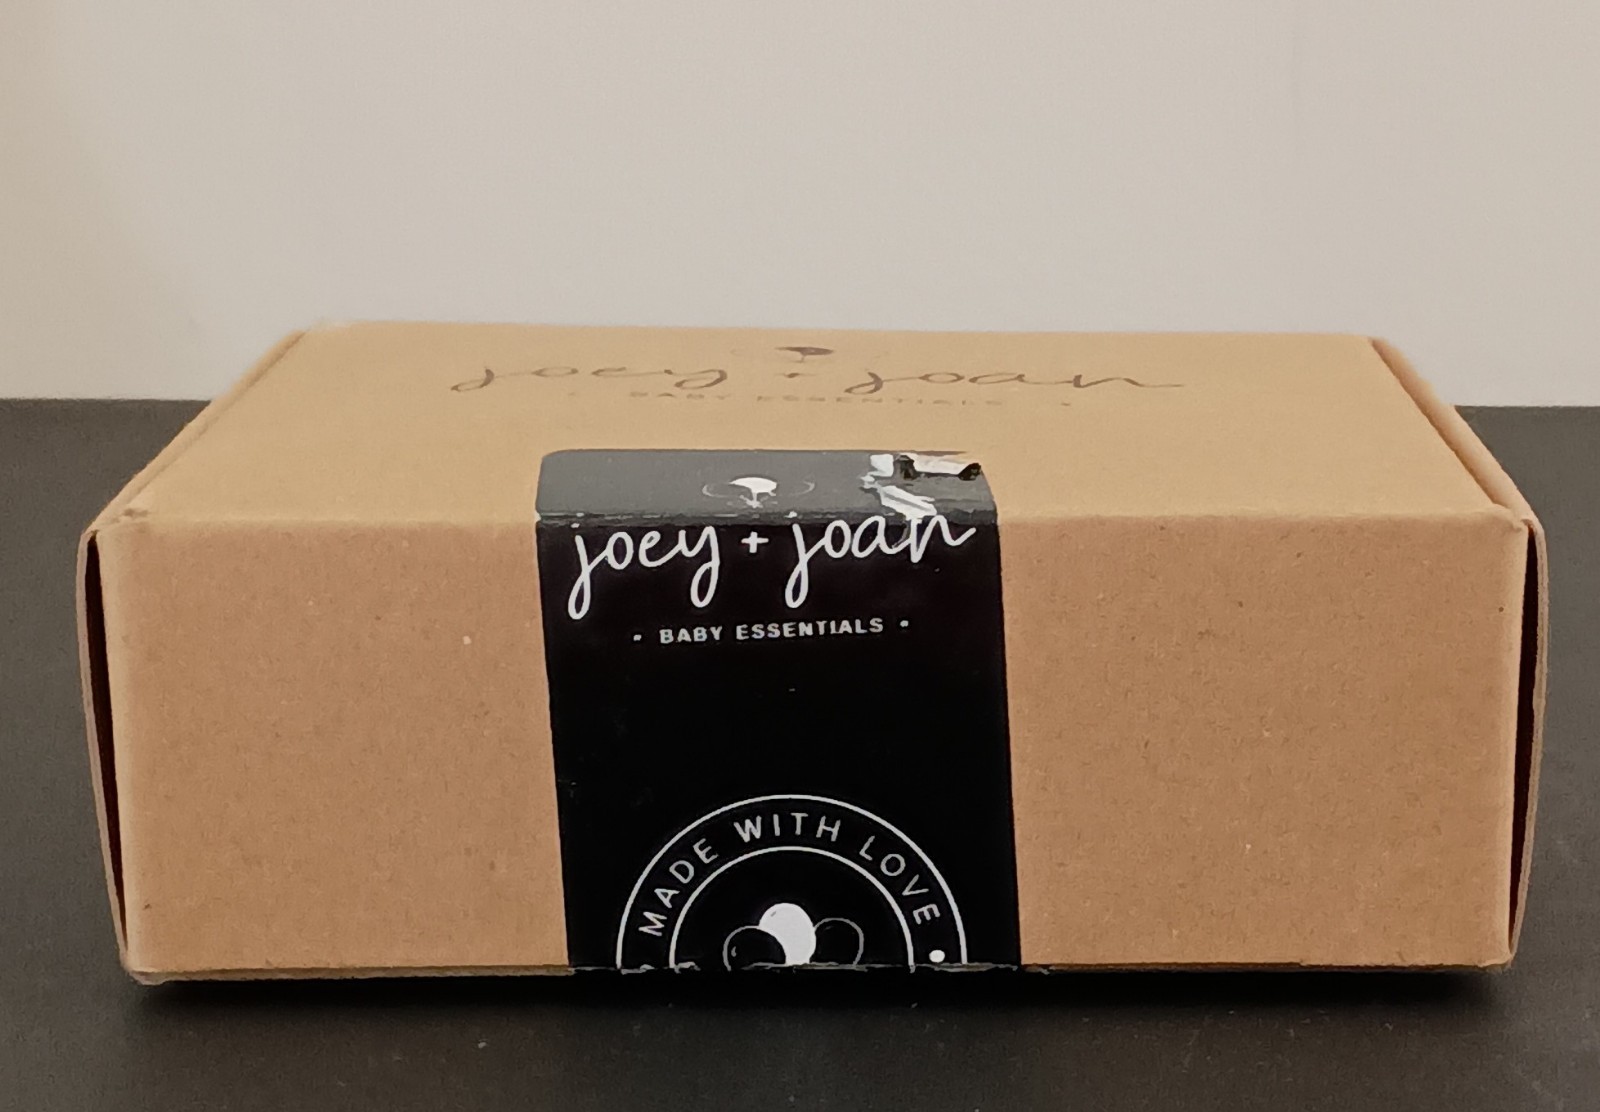 joey + joan
• BABY ESSENTIALS •
joey + joan
• BABY ESSENTIALS •
MADE WITH LOVE •